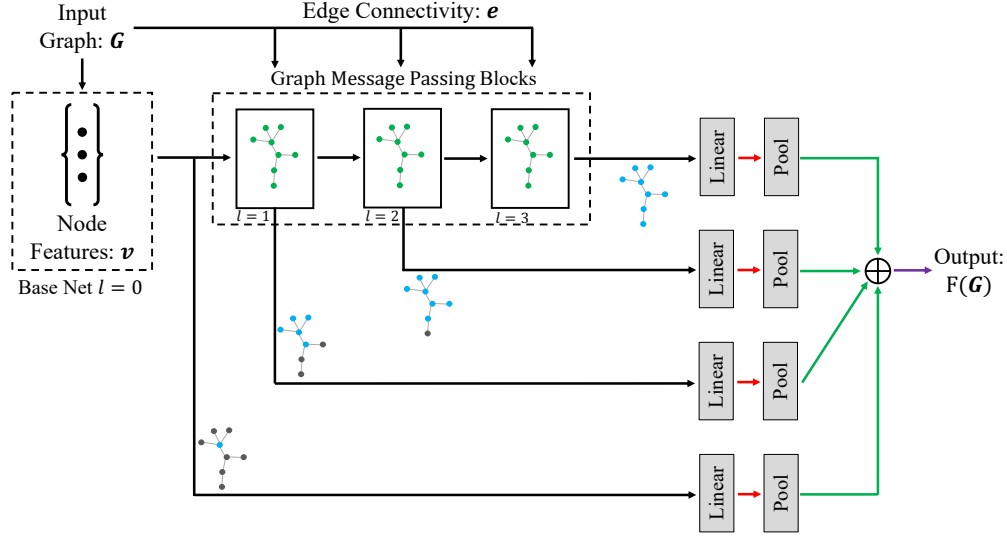 Input
Graph: G
Edge Connectivity: e
Graph Message Passing Blocks
Node
Features: v
Base Net l = 0
l = 1
l = 2
l = 3
Linear
Pool
Linear
Pool
Linear
Pool
Linear
Pool
Output:
F(G)